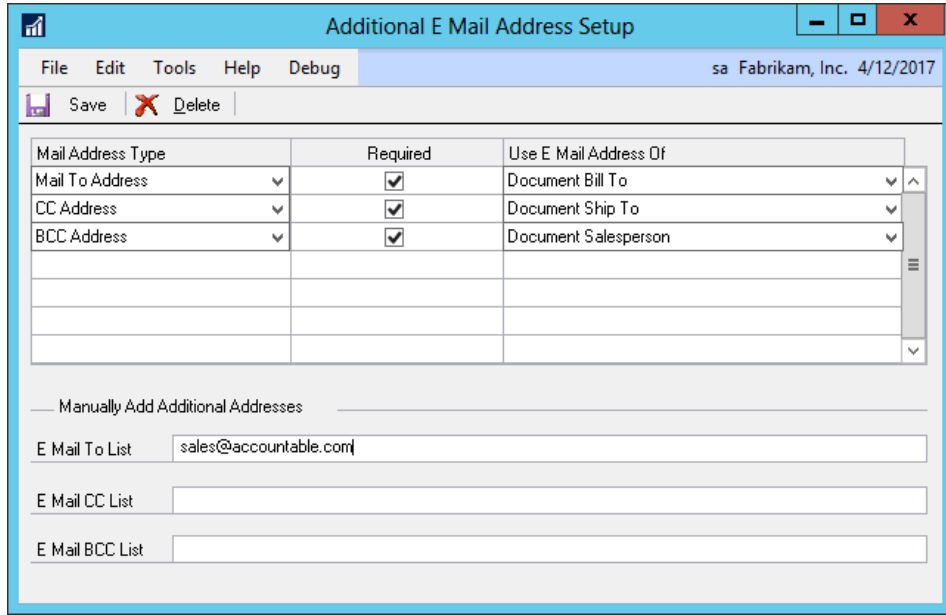 Additional E Mail Address Setup
File Edit Tools Help Debug sa Fabrikam, Inc. 4/12/2017
Save Delete
Mail Address Type Required Use E Mail Address Of
Mail To Address Document Bill To
CC Address Document Ship To
BCC Address Document Salesperson
Manually Add Additional Addresses
E Mail To List sales@accountable.com
E Mail CC List
E Mail BCC List